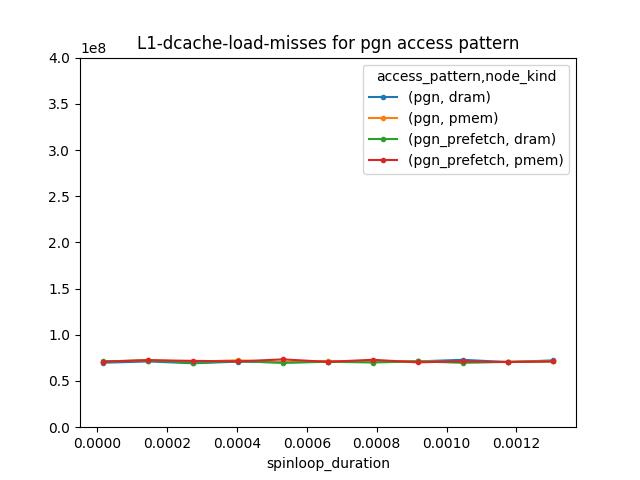 L1-dcache-load-misses for pgn access pattern
1e8
access_pattern,node_kind
(pgn, dram)
(pgn, pmem)
(pgn_prefetch, dram)
(pgn_prefetch, pmem)
4.0
3.5
3.0
2.5
2.0
1.5
1.0
0.5
0.0
0.0000 0.0002 0.0004 0.0006 0.0008 0.0010 0.0012
spinloop_duration